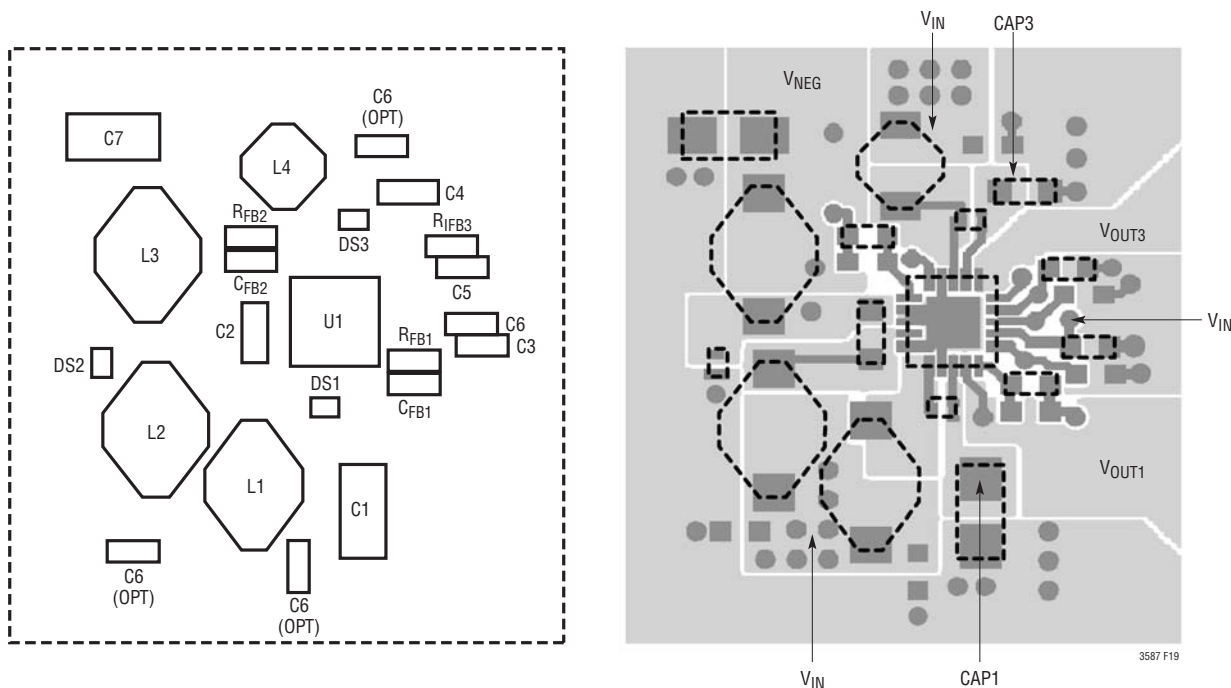 C7
C6
(OPT)
L4
C4
RFB2
DS3
RIFB3
L3
CFB2
C5
C2
U1
C6
C3
RFB1
DS2
CFB1
DS1
L2
L1
C1
C6
(OPT)
C6
(OPT)
VIN
CAP3
VNEG
VOUT3
VIN
VOUT1
VIN
CAP1
3587 F19